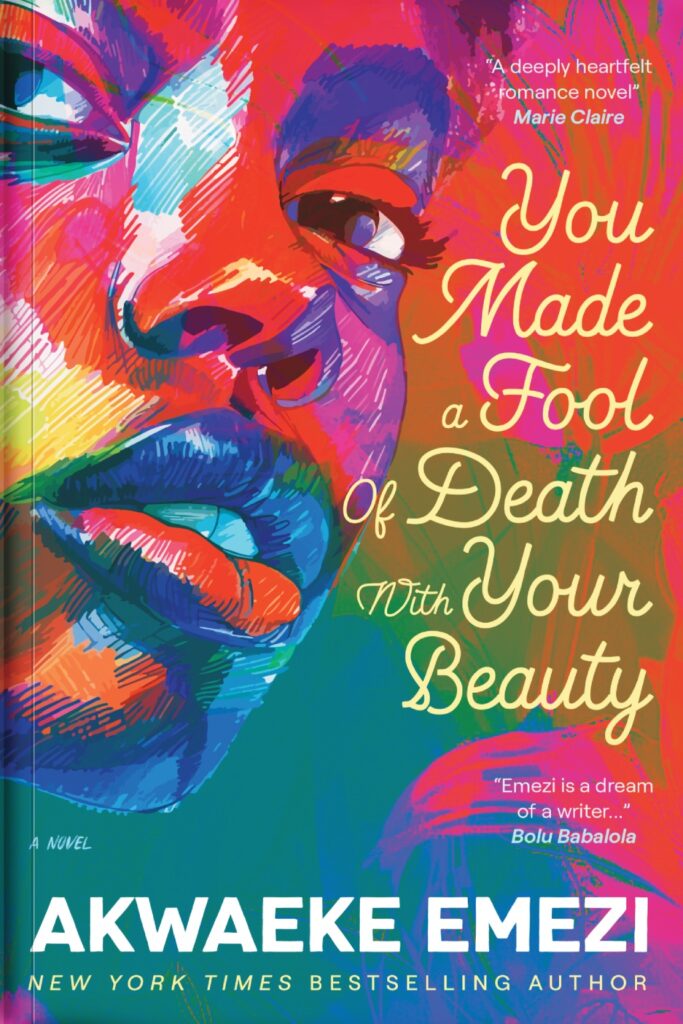 “A deeply heartfelt
romance novel”
Marie Claire
You
Made
a Fool
Of Death
With Your
Beauty
“Emezi is a dream
of a writer...”
Bolu Babalola
A NOVEL
AKWAEKE EMEZI
NEW YORK TIMES BESTSELLING AUTHOR